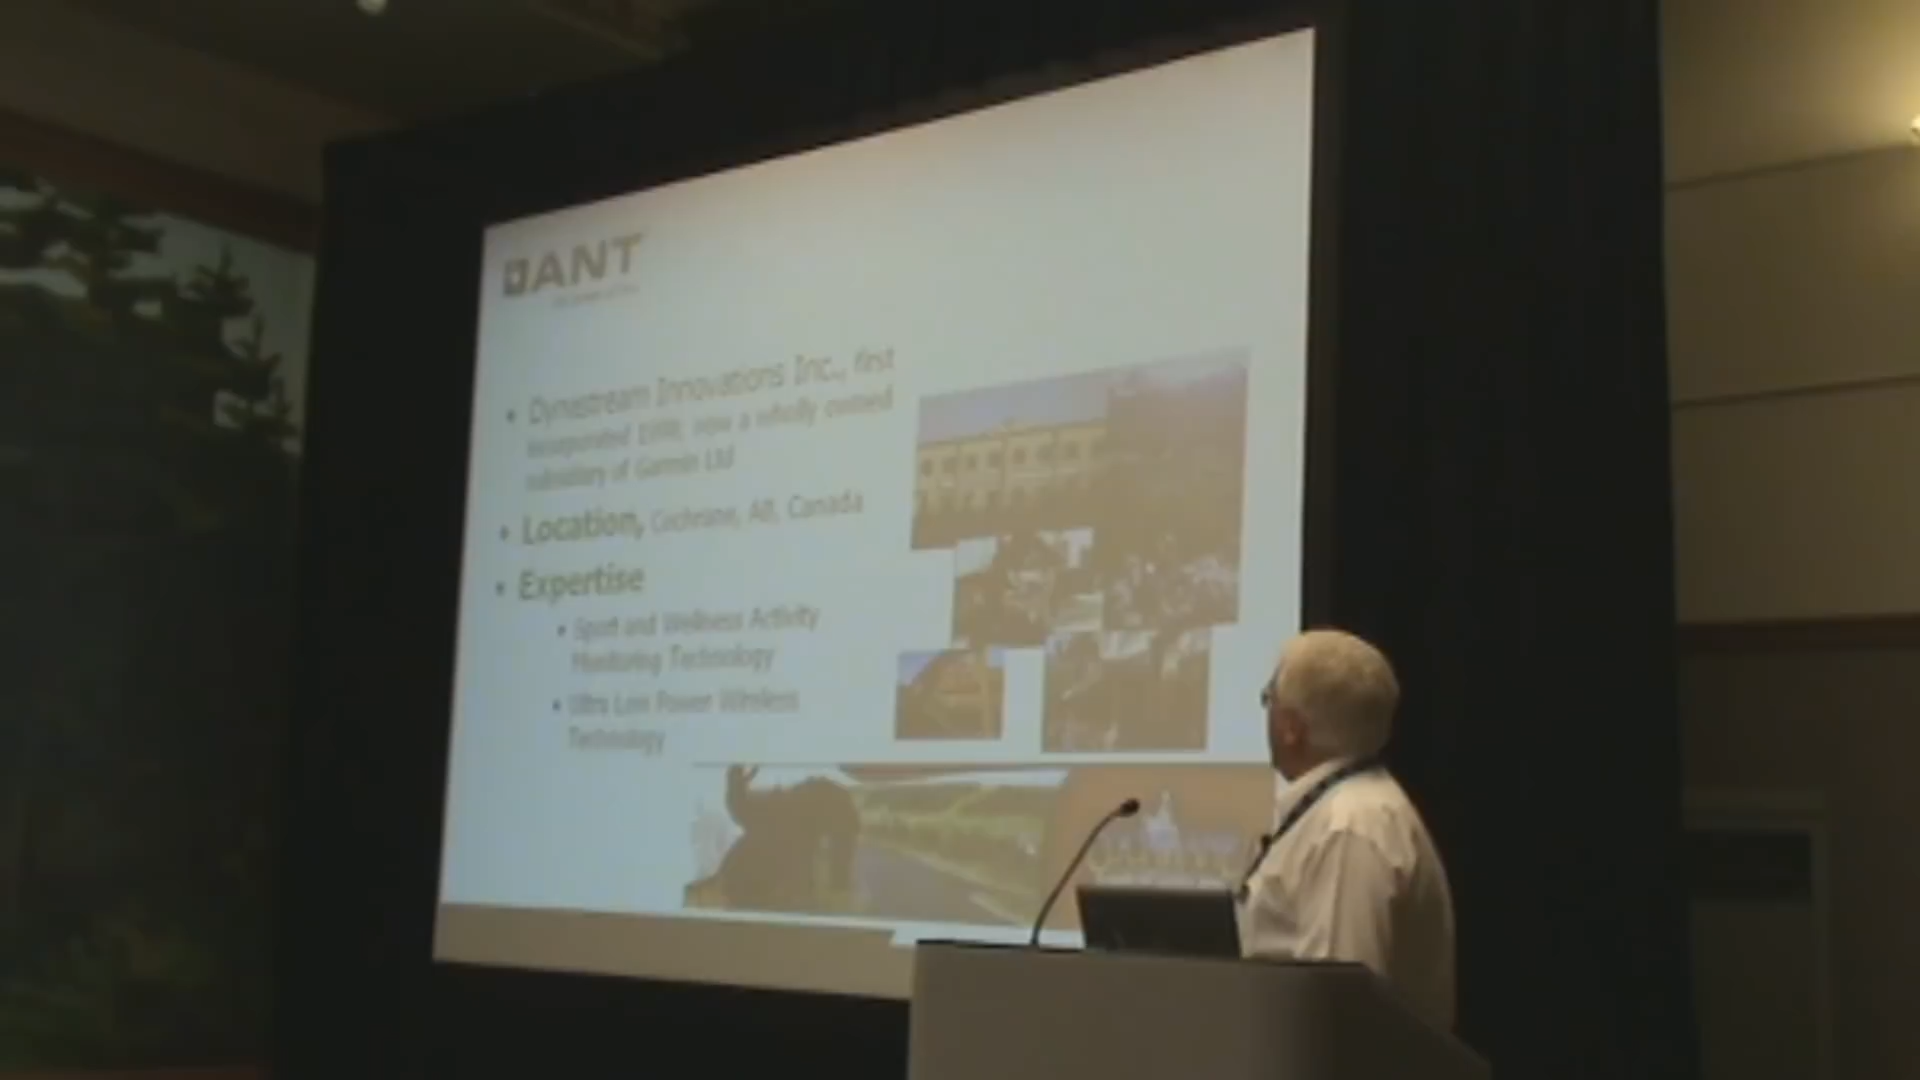 ANT
• Dynastream Innovations Inc., first
incorporated 1998, now a wholly owned
subsidiary of Garmin Ltd
• Location, Cochrane, AB, Canada
• Expertise
• Sport and Wellness Activity
Monitoring Technology
• Ultra Low Power Wireless
Technology